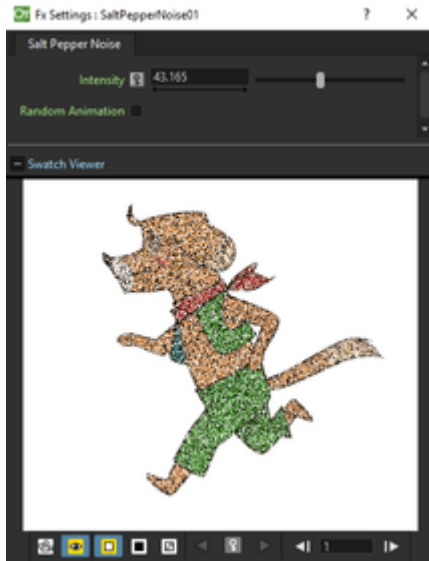 Fx Settings : SaltPepperNoise01
Salt Pepper Noise
Intensity 43.165
Random Animation
Swatch Viewer
1